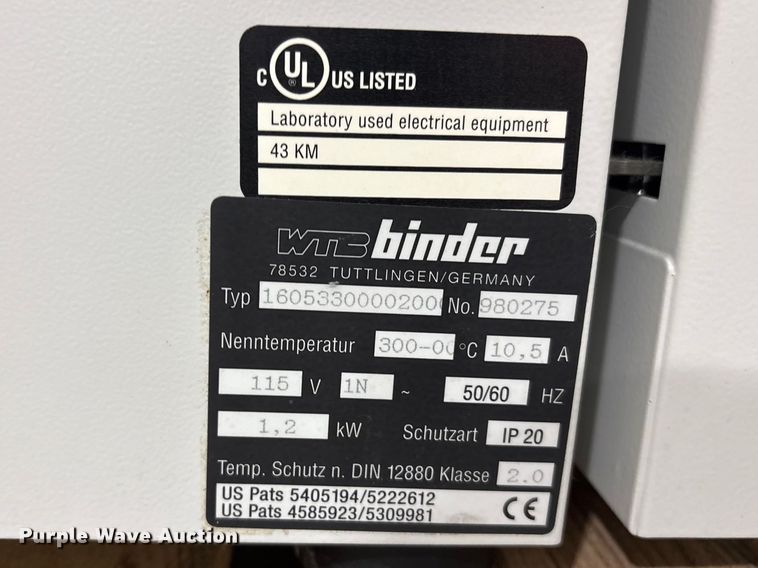 C UL ® US LISTED
Laboratory used electrical equipment
43 KM
WTB binder
78532 TUTTLINGEN/GERMANY
Typ 1605330000200 No. 980275
Nenntemperatur 300-00 °C 10,5 A
115 V 1N ~ 50/60 HZ
1,2 kW Schutzart IP 20
Temp. Schutz n. DIN 12880 Klasse 2.0
US Pats 5405194/5222612
US Pats 4585923/5309981 CE
Purple Wave Auction